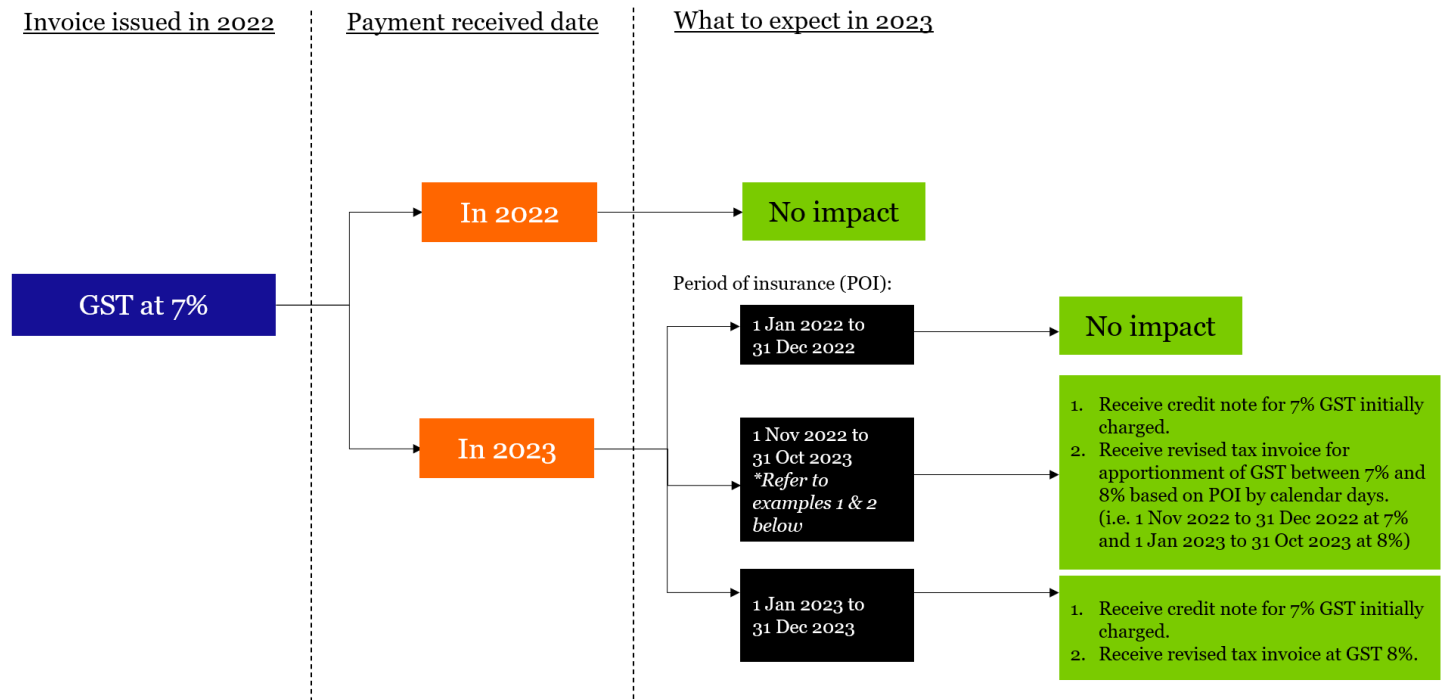 Invoice issued in 2022
Payment received date
What to expect in 2023
GST at 7%
In 2022
No impact
In 2023
Period of insurance (POI):
1 Jan 2022 to
31 Dec 2022
No impact
1 Nov 2022 to
31 Oct 2023
*Refer to
examples 1 & 2
below
1. Receive credit note for 7% GST initially
charged.
2. Receive revised tax invoice for
apportionment of GST between 7% and
8% based on POI by calendar days.
(i.e. 1 Nov 2022 to 31 Dec 2022 at 7%
and 1 Jan 2023 to 31 Oct 2023 at 8%)
1 Jan 2023 to
31 Dec 2023
1. Receive credit note for 7% GST initially
charged.
2. Receive revised tax invoice at GST 8%.